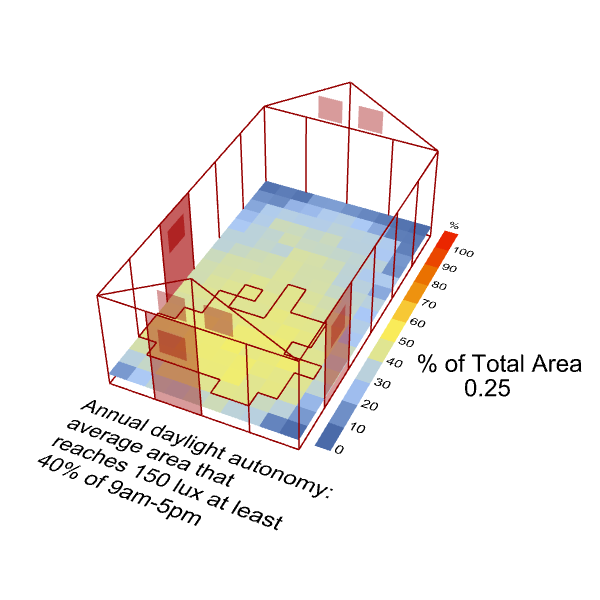 %
100
90
80
70
60
50
40
30
20
10
0
% of Total Area
0.25
Annual daylight autonomy:
average area that
reaches 150 lux at least
40% of 9am-5pm